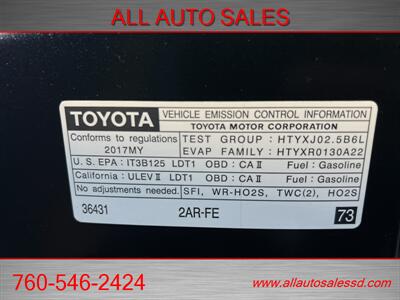 ALL AUTO SALES
TOYOTA
VEHICLE EMISSION CONTROL INFORMATION
TOYOTA MOTOR CORPORATION
Conforms to regulations
2017MY
TEST GROUP : HTYXJ02.5B6L
EVAP FAMILY : HTYXR0130A22
U. S. EPA : IT3B125 LDT1 OBD : CA II Fuel : Gasoline
California : ULEV II LDT1 OBD : CA II Fuel : Gasoline
No adjustments needed.
SFI, WR-HO2S, TWC(2), HO2S
36431 2AR-FE 73
760-546-2424
www.allautosalessd.com